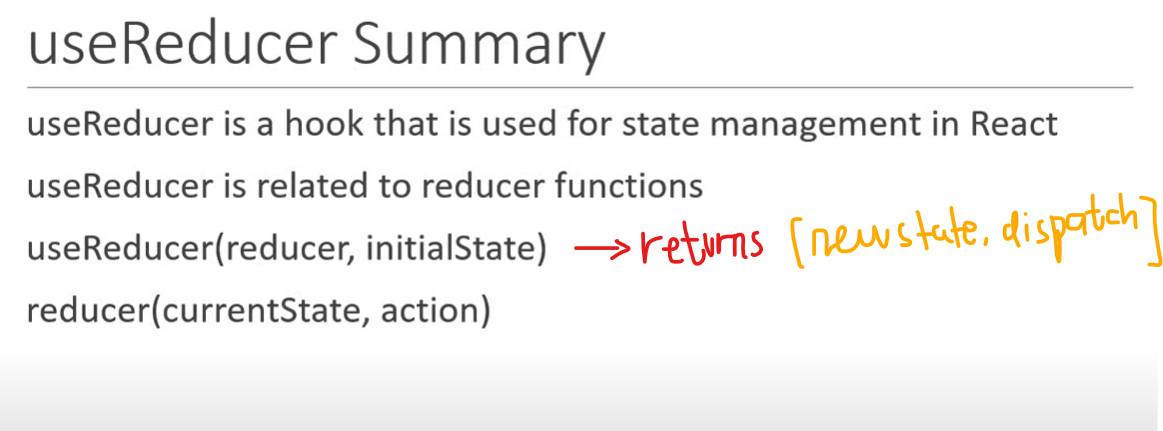 useReducer Summary
useReducer is a hook that is used for state management in React
useReducer is related to reducer functions
useReducer(reducer, initialState) → returns [newstate, dispatch]
reducer(currentState, action)